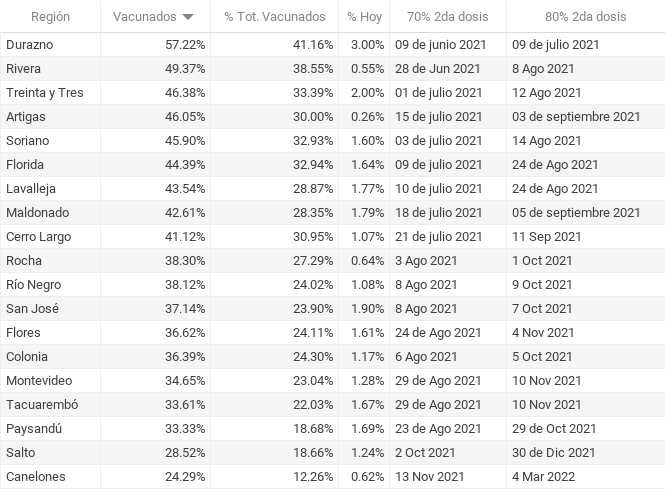 Región Vacunados % Tot. Vacunados % Hoy 70% 2da dosis 80% 2da dosis
Durazno 57.22% 41.16% 3.00% 09 de junio 2021 09 de julio 2021
Rivera 49.37% 38.55% 0.55% 28 de Jun 2021 8 Ago 2021
Treinta y Tres 46.38% 33.39% 2.00% 01 de julio 2021 12 Ago 2021
Artigas 46.05% 30.00% 0.26% 15 de julio 2021 03 de septiembre 2021
Soriano 45.90% 32.93% 1.60% 03 de julio 2021 14 Ago 2021
Florida 44.39% 32.94% 1.64% 09 de julio 2021 24 de Ago 2021
Lavalleja 43.54% 28.87% 1.77% 10 de julio 2021 24 de Ago 2021
Maldonado 42.61% 28.35% 1.79% 18 de julio 2021 05 de septiembre 2021
Cerro Largo 41.12% 30.95% 1.07% 21 de julio 2021 11 Sep 2021
Rocha 38.30% 27.29% 0.64% 3 Ago 2021 1 Oct 2021
Río Negro 38.12% 24.02% 1.08% 8 Ago 2021 9 Oct 2021
San José 37.14% 23.90% 1.90% 8 Ago 2021 7 Oct 2021
Flores 36.62% 24.11% 1.61% 24 de Ago 2021 4 Nov 2021
Colonia 36.39% 24.30% 1.17% 6 Ago 2021 5 Oct 2021
Montevideo 34.65% 23.04% 1.28% 29 de Ago 2021 10 Nov 2021
Tacuarembó 33.61% 22.03% 1.67% 29 de Ago 2021 10 Nov 2021
Paysandú 33.33% 18.68% 1.69% 23 de Ago 2021 29 de Oct 2021
Salto 28.52% 18.66% 1.24% 2 Oct 2021 30 de Dic 2021
Canelones 24.29% 12.26% 0.62% 13 Nov 2021 4 Mar 2022